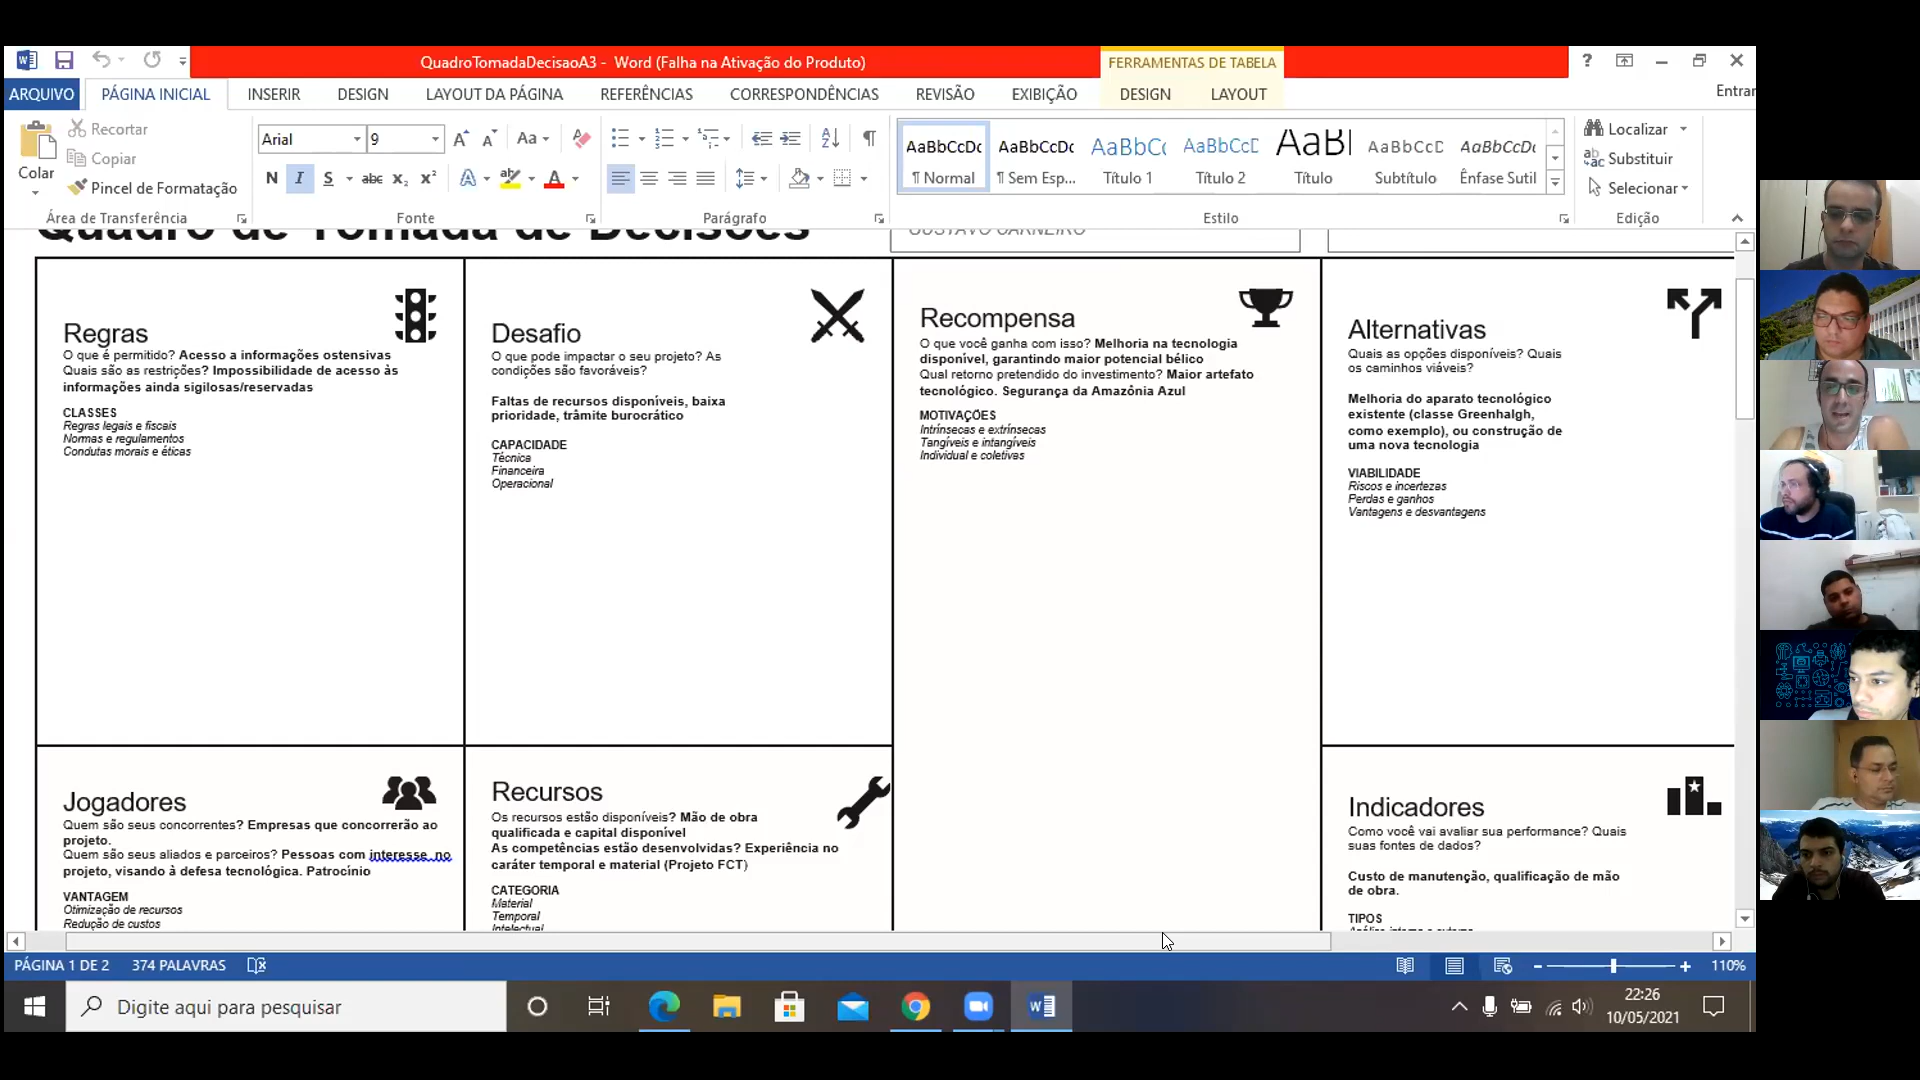 QuadroTomadaDecisaoA3 - Word (Falha na Ativação do Produto)
FERRAMENTAS DE TABELA
ARQUIVO PÁGINA INICIAL INSERIR DESIGN LAYOUT DA PÁGINA REFERÊNCIAS CORRESPONDÊNCIAS REVISÃO EXIBIÇÃO DESIGN LAYOUT Entrar
Colar
Recortar
Copiar
Pincel de Formatação
Área de Transferência
Arial 9
Fonte
Parágrafo
AaBbCcDc AaBbCcDc AaBbCc AaBbCcD AaBl AaBbCcD AaBbCcDc
¶ Normal ¶ Sem Esp... Título 1 Título 2 Título Subtítulo Ênfase Sutil
Estilo
Localizar
Substituir
Selecionar
Edição
Quadro de Tomada de Decisões
GUSTAVO CARNEIRO
Regras
O que é permitido? Acesso a informações ostensivas
Quais são as restrições? Impossibilidade de acesso às
informações ainda sigilosas/reservadas
CLASSES
Regras legais e fiscais
Normas e regulamentos
Condutas morais e éticas
Desafio
O que pode impactar o seu projeto? As
condições são favoráveis?
Faltas de recursos disponíveis, baixa
prioridade, trâmite burocrático
CAPACIDADE
Técnica
Financeira
Operacional
Recompensa
O que você ganha com isso? Melhoria na tecnologia
disponível, garantindo maior potencial bélico
Qual retorno pretendido do investimento? Maior artefato
tecnológico. Segurança da Amazônia Azul
MOTIVAÇÕES
Intrínsecas e extrínsecas
Tangíveis e intangíveis
Individual e coletivas
Alternativas
Quais as opções disponíveis? Quais
os caminhos viáveis?
Melhoria do aparato tecnológico
existente (classe Greenhalgh,
como exemplo), ou construção de
uma nova tecnologia
VIABILIDADE
Riscos e incertezas
Perdas e ganhos
Vantagens e desvantagens
Jogadores
Quem são seus concorrentes? Empresas que concorrerão ao
projeto.
Quem são seus aliados e parceiros? Pessoas com interesse no
projeto, visando à defesa tecnológica. Patrocínio
VANTAGEM
Otimização de recursos
Redução de custos
Recursos
Os recursos estão disponíveis? Mão de obra
qualificada e capital disponível
As competências estão desenvolvidas? Experiência no
caráter temporal e material (Projeto FCT)
CATEGORIA
Material
Temporal
Intelectual
Indicadores
Como você vai avaliar sua performance? Quais
suas fontes de dados?
Custo de manutenção, qualificação de mão
de obra.
TIPOS
Análise interna e externa
PÁGINA 1 DE 2 374 PALAVRAS 110%
Digite aqui para pesquisar
22:26
10/05/2021